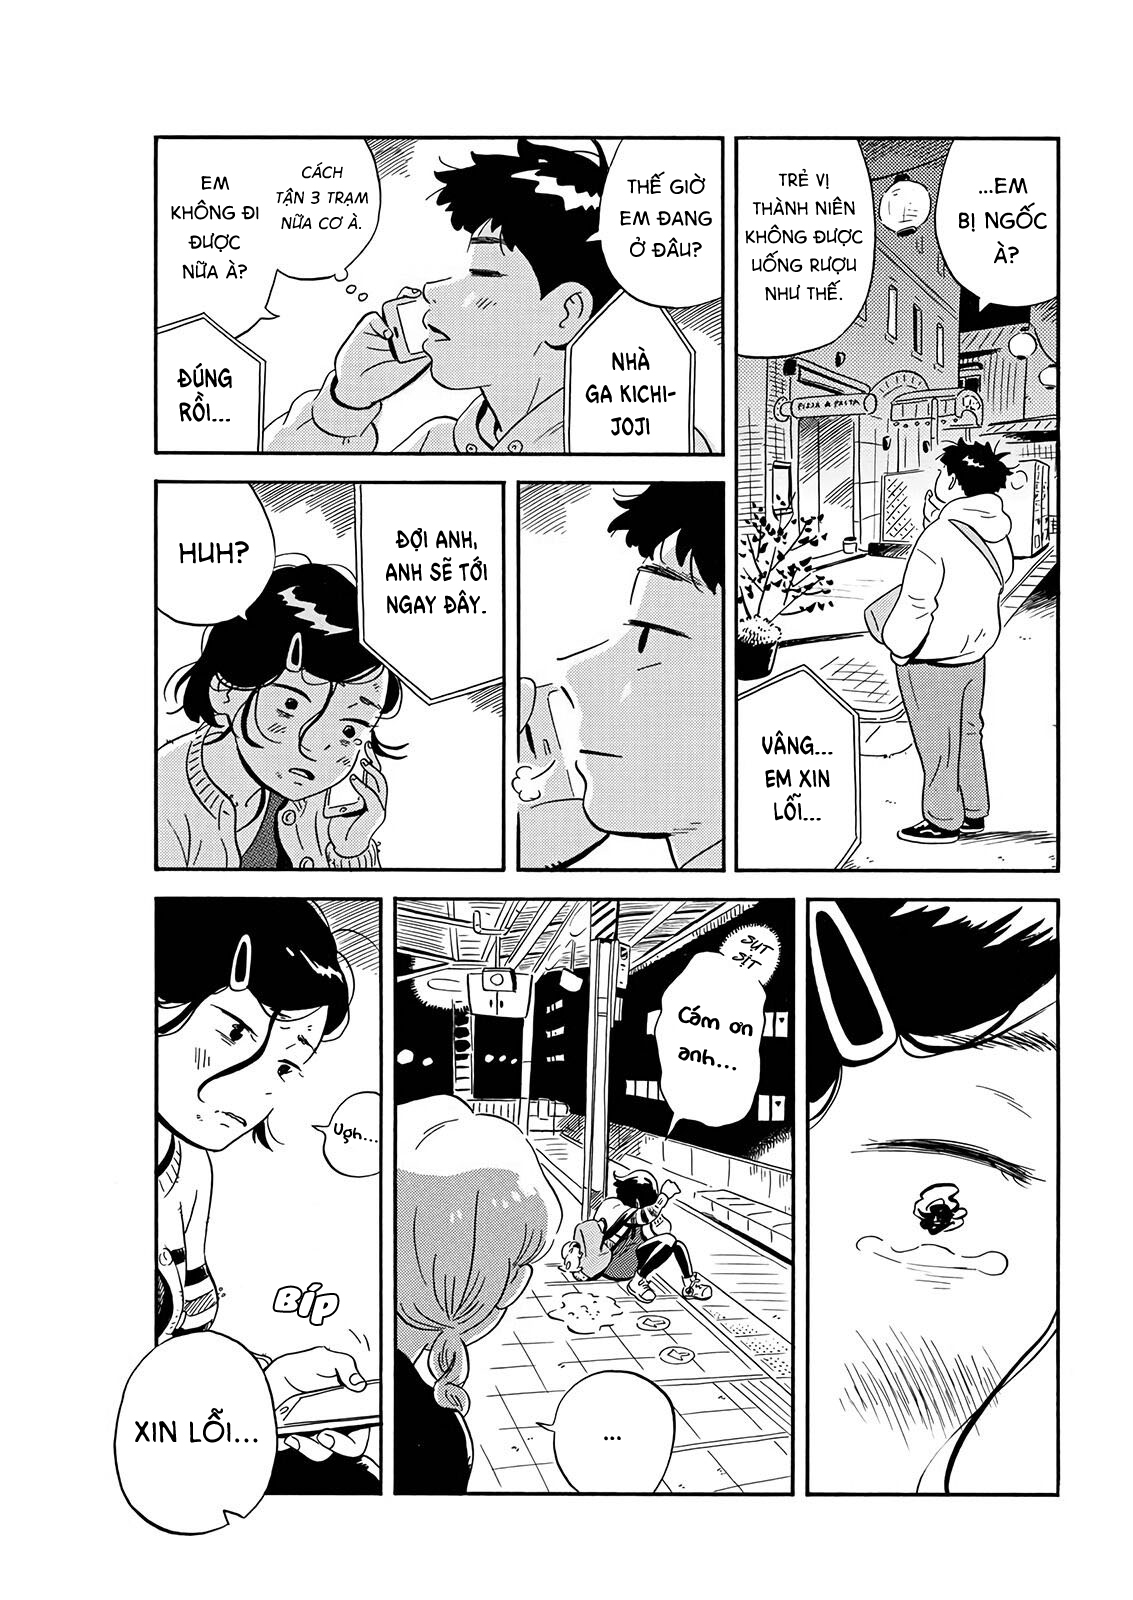 ...EM
BỊ NGỐC
À?
TRẺ VỊ
THÀNH NIÊN
KHÔNG ĐƯỢC
UỐNG RƯỢU
NHƯ THẾ.
PIZZA & PASTA
VÂNG...
EM XIN
LỖI...
THẾ GIỜ
EM ĐANG
Ở ĐÂU?
NHÀ
GA KICHI-
JOJI
CÁCH
TẬN 3 TRẠM
NỮA CƠ À.
EM
KHÔNG ĐI
ĐƯỢC
NỮA À?
ĐÚNG
RỒI...
ĐỢI ANH,
ANH SẼ TỚI
NGAY ĐÂY.
HUH?
SỤT
SỊT
Cám ơn
anh...
...
Ugh...
BÍP
XIN LỖI...